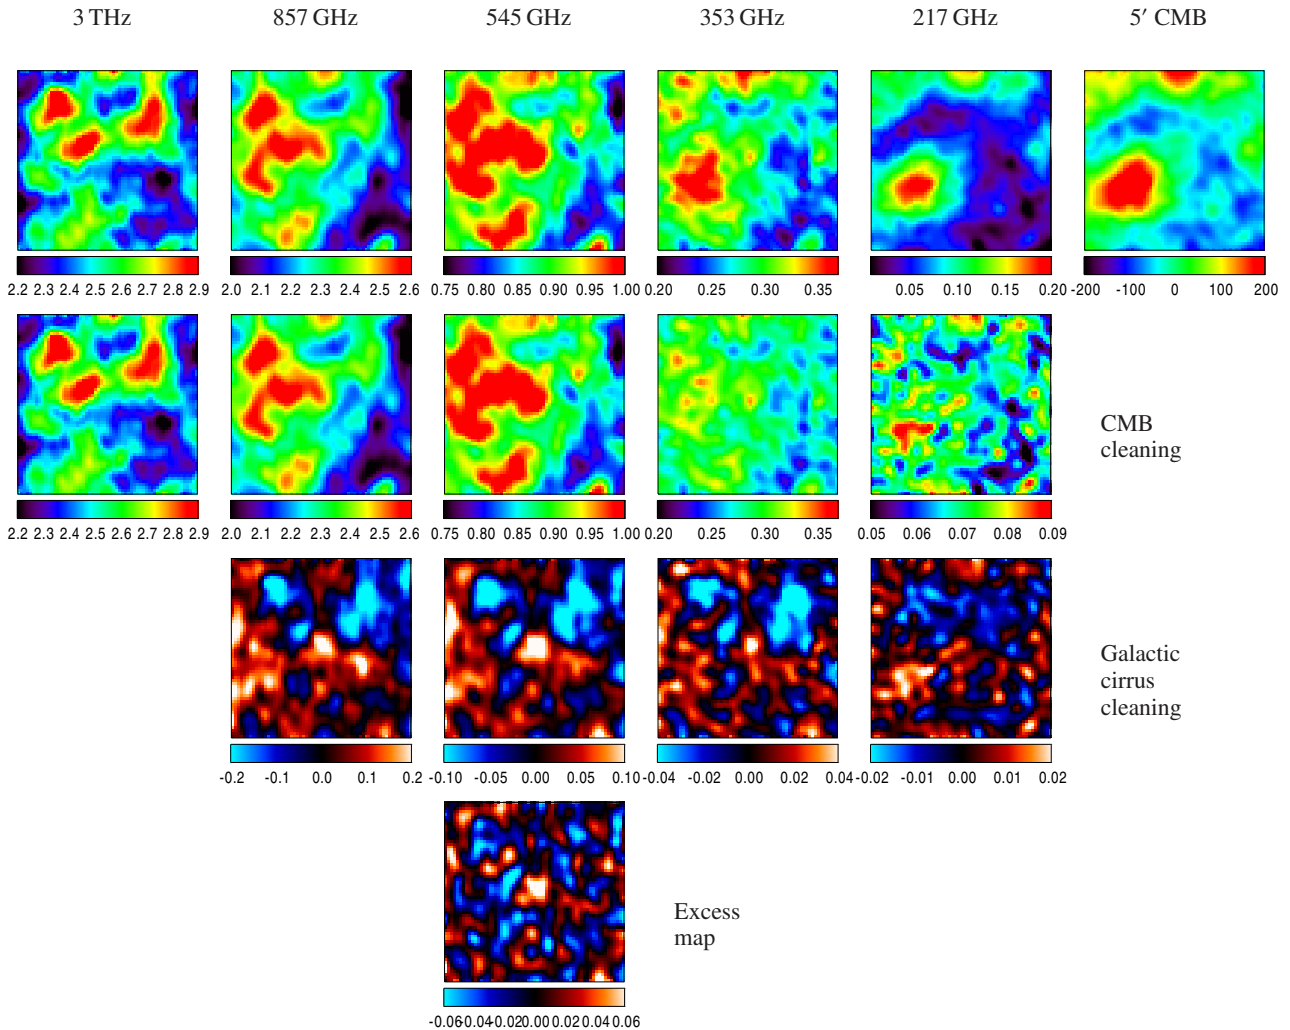 3 THz 857 GHz 545 GHz 353 GHz 217 GHz 5′ CMB
2.2 2.3 2.4 2.5 2.6 2.7 2.8 2.9 2.0 2.1 2.2 2.3 2.4 2.5 2.6 0.75 0.80 0.85 0.90 0.95 1.00 0.20 0.25 0.30 0.35 0.05 0.10 0.15 0.20 -200 -100 0 100 200
CMB
cleaning
2.2 2.3 2.4 2.5 2.6 2.7 2.8 2.9 2.0 2.1 2.2 2.3 2.4 2.5 2.6 0.75 0.80 0.85 0.90 0.95 1.00 0.20 0.25 0.30 0.35 0.05 0.06 0.07 0.08 0.09
Galactic
cirrus
cleaning
-0.2 -0.1 0.0 0.1 0.2 -0.10 -0.05 0.00 0.05 0.10 -0.04 -0.02 0.00 0.02 0.04 -0.02 -0.01 0.00 0.01 0.02
Excess
map
-0.06 -0.04 -0.02 0.00 0.02 0.04 0.06